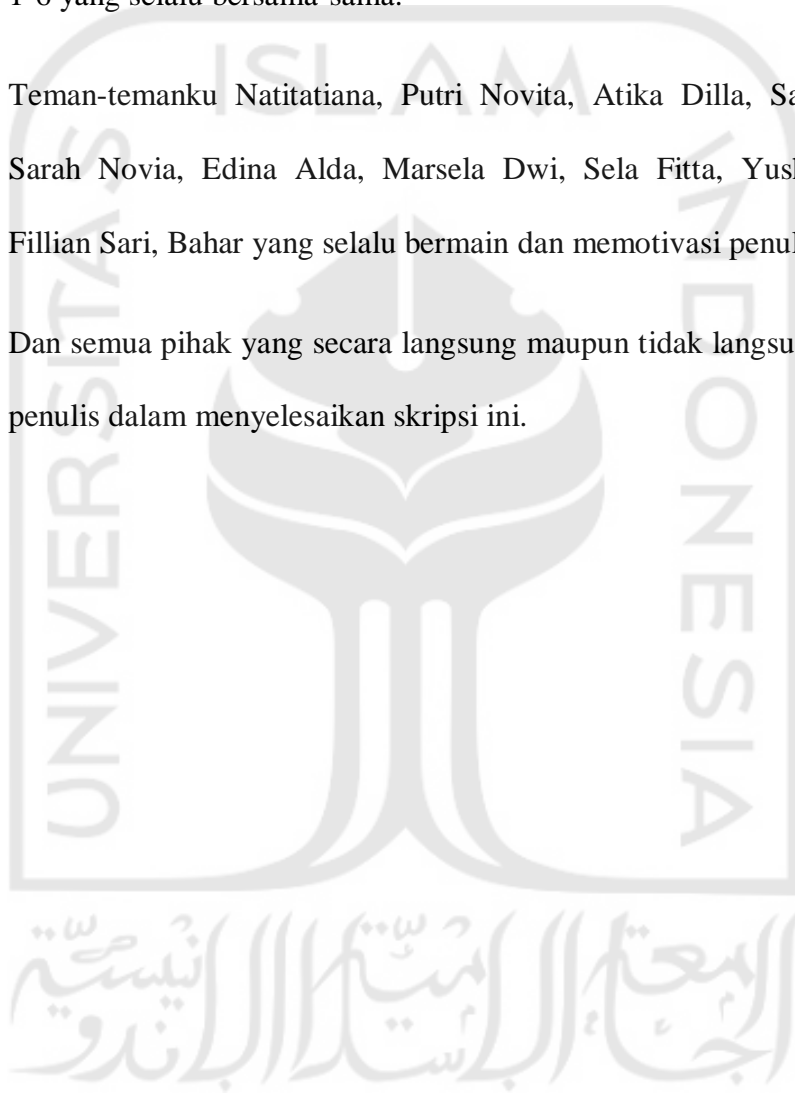 yang selalu bersama-sama.
Teman-temanku Natitatiana, Putri Novita, Atika Dilla,
Sarah Novia, Edina Alda, Marsela Dwi, Sela Fitta,
Fillian Sari, Bahar yang selalu bermain dan memotivasi
Dan semua pihak yang secara langsung maupun tidak
penulis dalam menyelesaikan skripsi ini.
ISLAM
UNIVERSITAS
INDONESIA